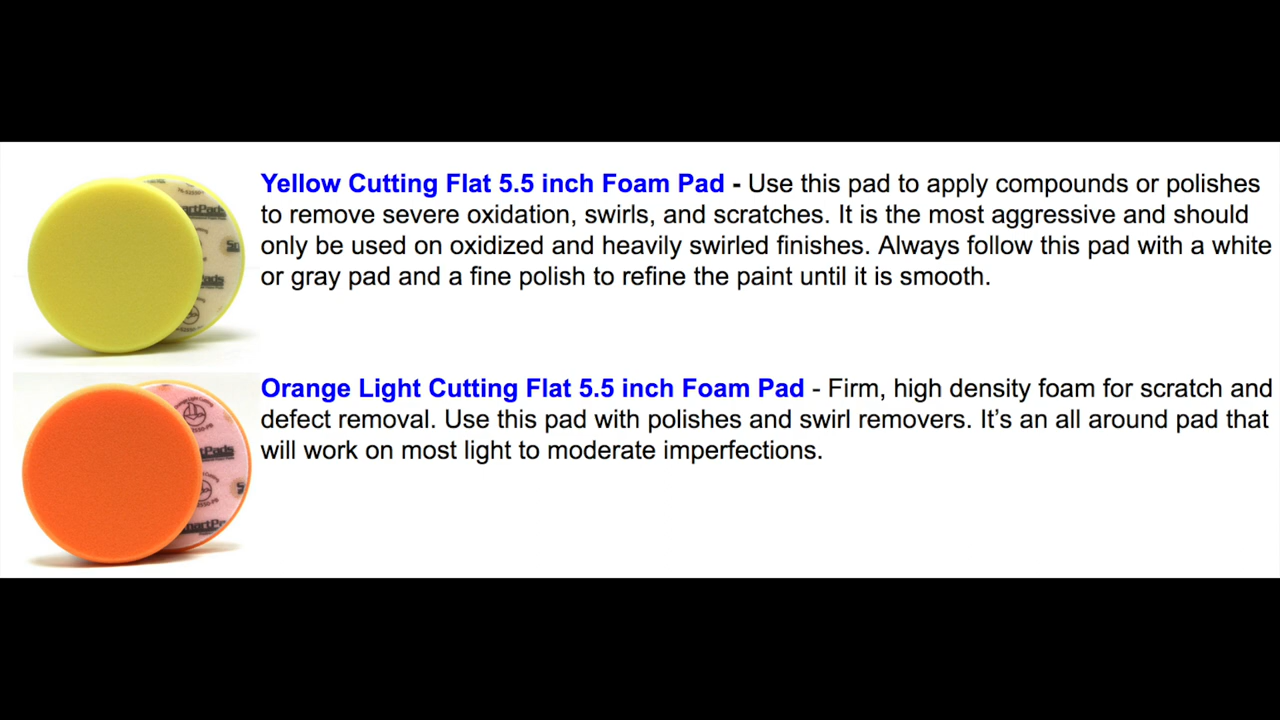 Yellow Cutting Flat 5.5 inch Foam Pad - Use this pad to apply compounds or polishes
to remove severe oxidation, swirls, and scratches. It is the most aggressive and should
only be used on oxidized and heavily swirled finishes. Always follow this pad with a white
or gray pad and a fine polish to refine the paint until it is smooth.
Orange Light Cutting Flat 5.5 inch Foam Pad - Firm, high density foam for scratch and
defect removal. Use this pad with polishes and swirl removers. It’s an all around pad that
will work on most light to moderate imperfections.